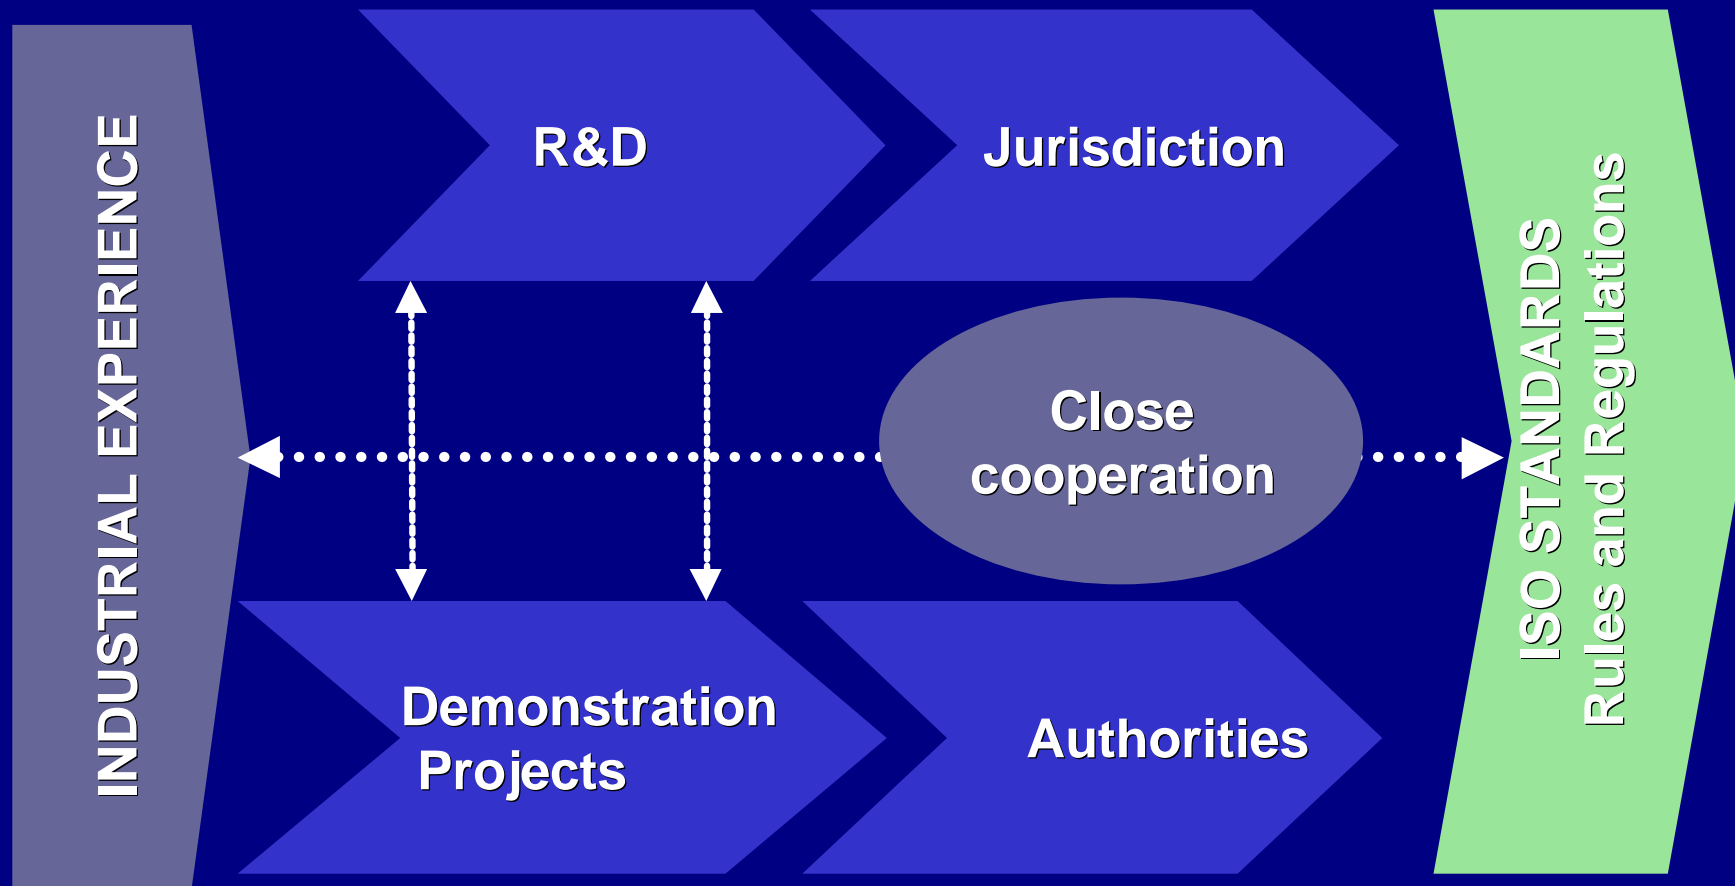 INDUSTRIAL EXPERIENCE
R&D
Jurisdiction
Close
cooperation
Demonstration
Projects
Authorities
ISO STANDARDS
Rules and Regulations